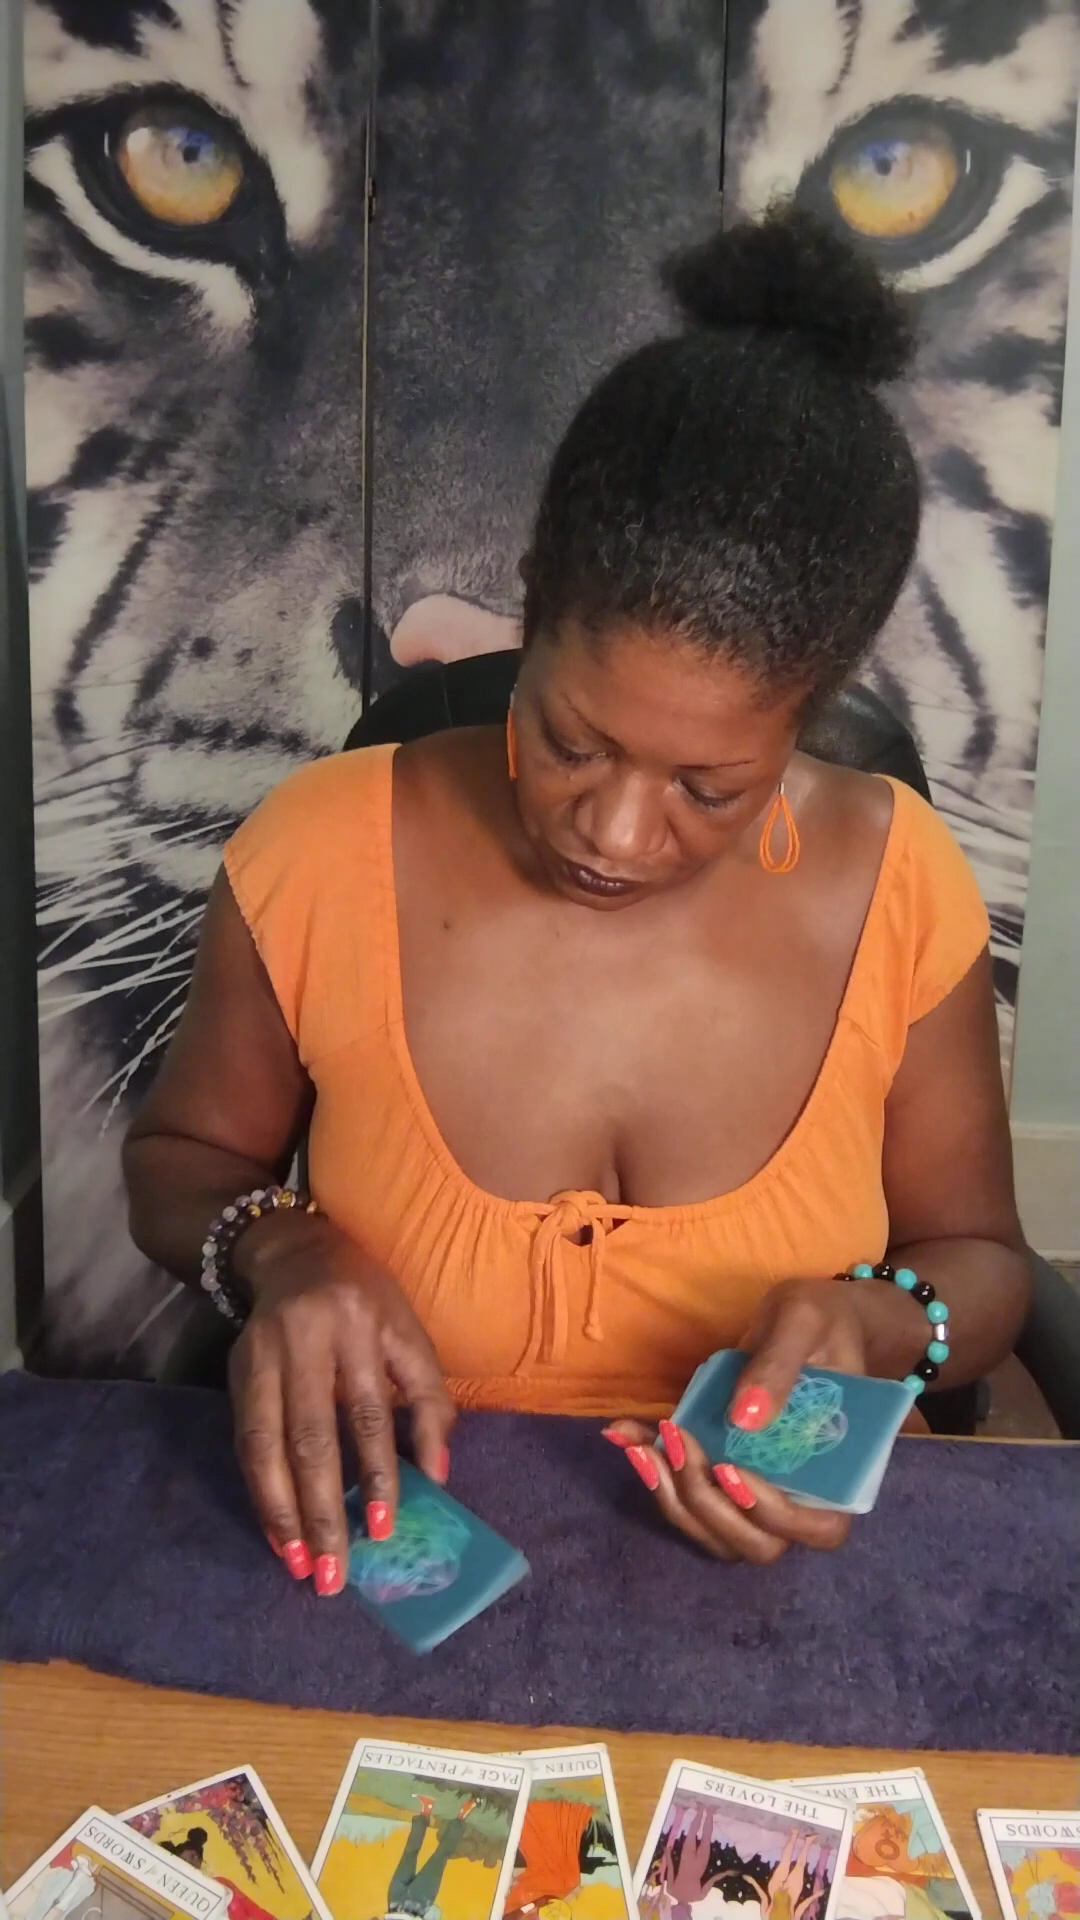 QUEEN of SWORDS
PAGE of PENTACLES
QUEEN
THE LOVERS
THE EMP
SWORDS